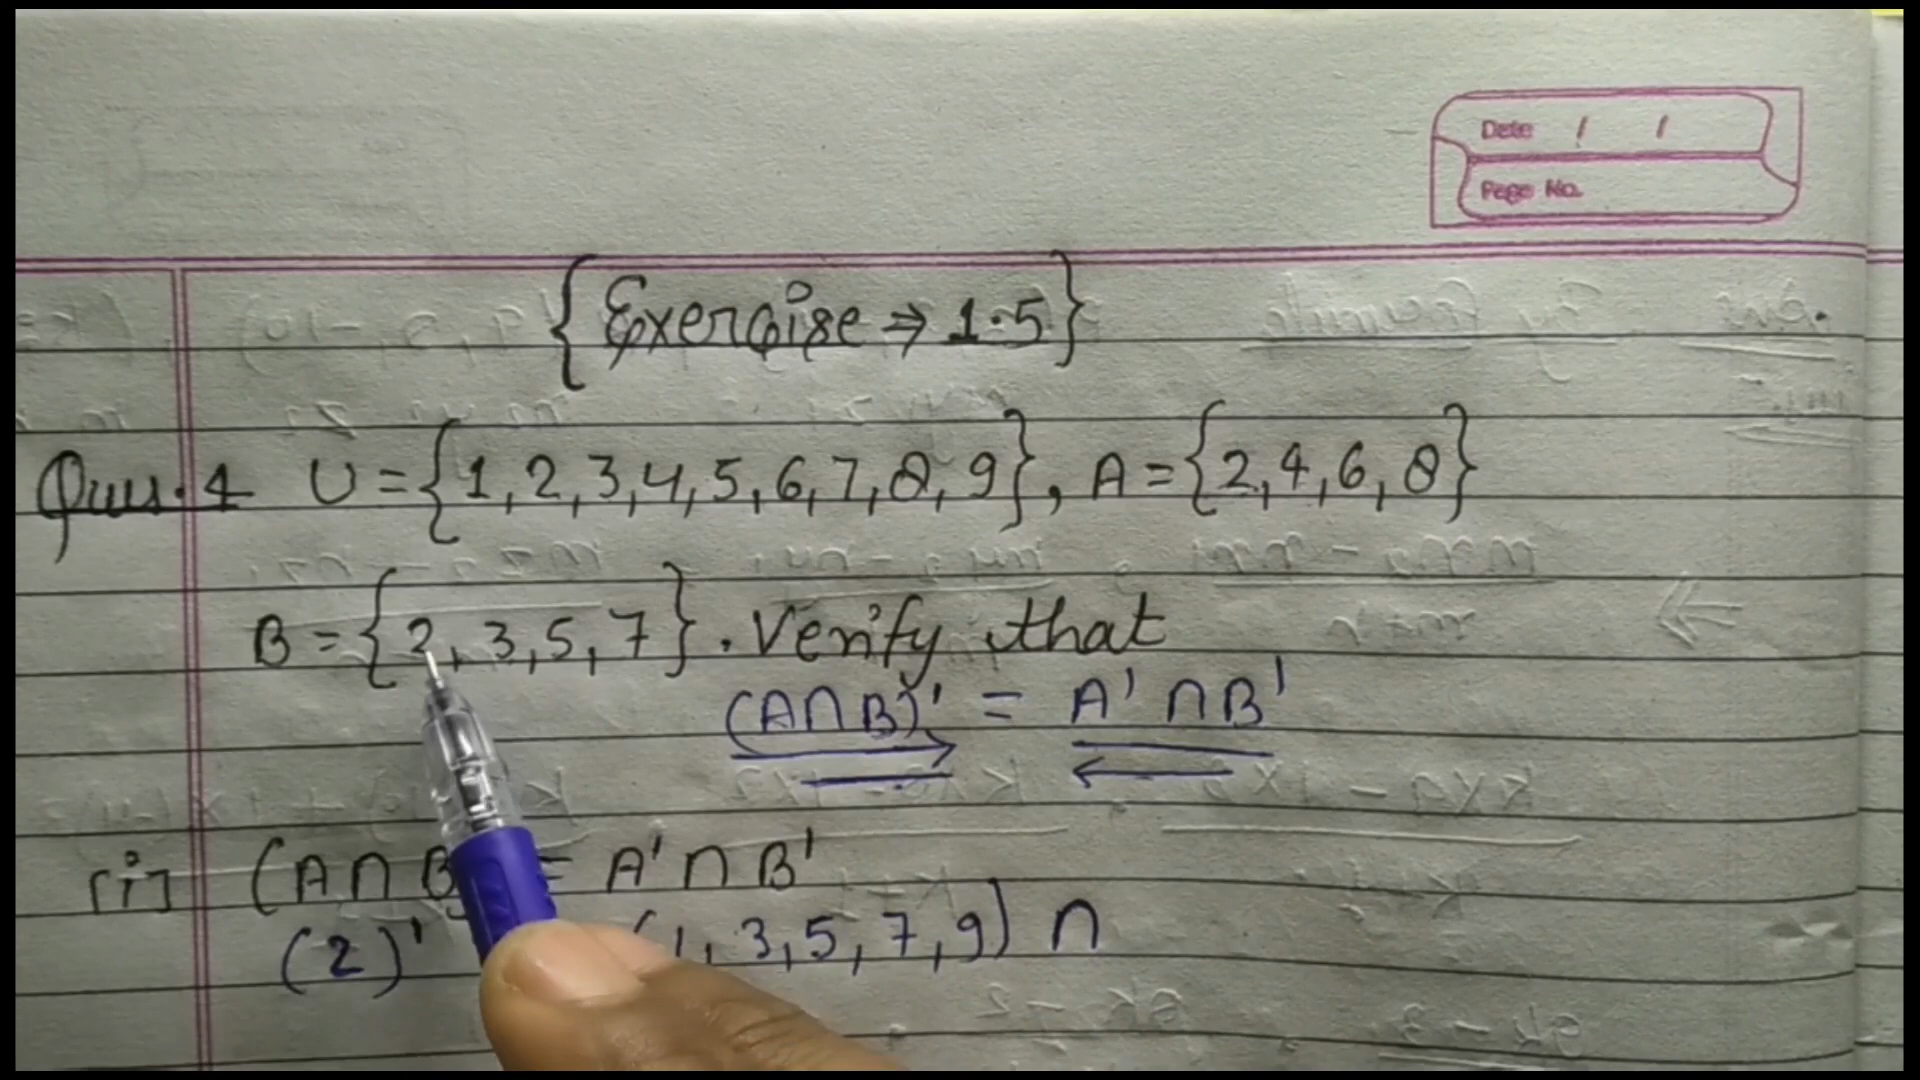 Date / /
Page No.
{Exercise ⇒ 1.5}
Ques.4 U = {1, 2, 3, 4, 5, 6, 7, 8, 9}, A = {2, 4, 6, 8}
B = {2, 3, 5, 7}. Verify that
(A∩B)' = A' ∩ B'
[i] (A ∩ B = A' ∩ B'
(2)' (1, 3, 5, 7, 9) ∩